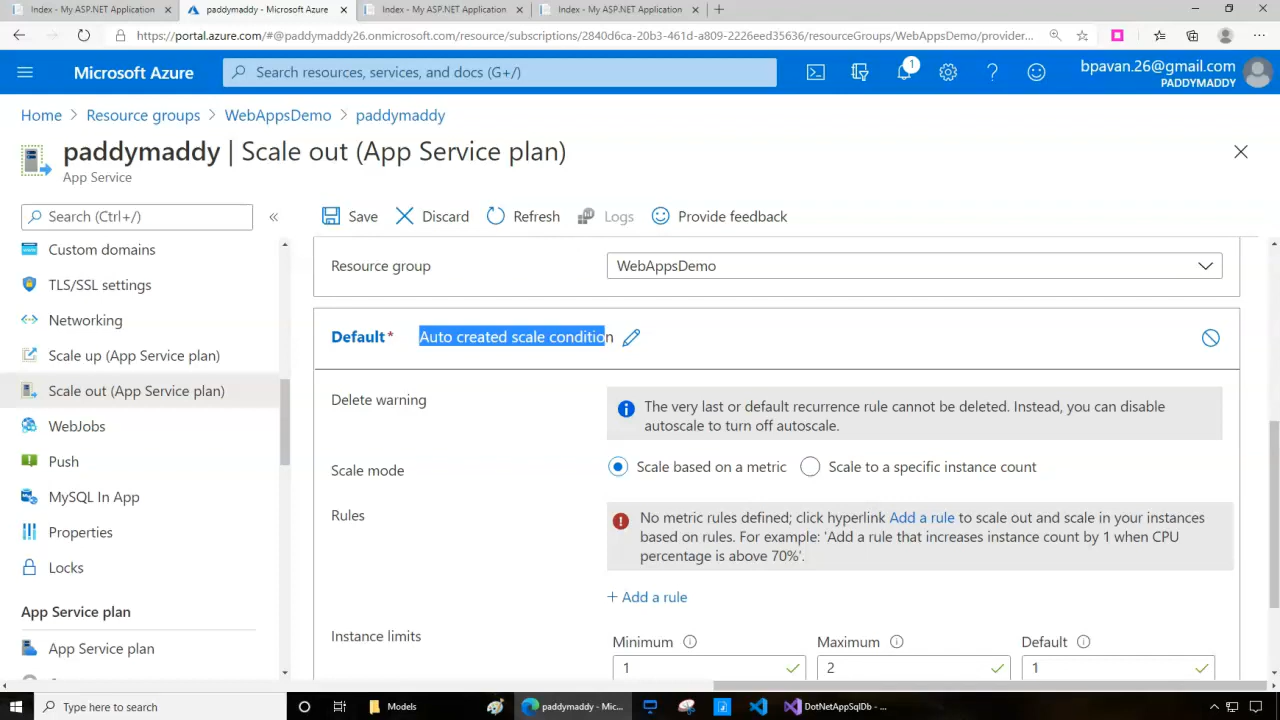 Index - My ASP.NET Application
paddymaddy - Microsoft Azure
Index - My ASP.NET Application
Index - My ASP.NET Application
https://portal.azure.com/#@paddymaddy26.onmicrosoft.com/resource/subscriptions/2840d6ca-20b3-461d-a809-2226eed35636/resourceGroups/WebAppsDemo/provider...
Microsoft Azure
Search resources, services, and docs (G+/)
1
bpavan.26@gmail.com
PADDYMADDY
Home > Resource groups > WebAppsDemo > paddymaddy
paddymaddy | Scale out (App Service plan)
App Service
Search (Ctrl+/)
«
Save
Discard
Refresh
Logs
Provide feedback
Custom domains
TLS/SSL settings
Networking
Scale up (App Service plan)
Scale out (App Service plan)
WebJobs
Push
MySQL In App
Properties
Locks
App Service plan
App Service plan
Resource group
WebAppsDemo
Default*
Auto created scale condition
Delete warning
The very last or default recurrence rule cannot be deleted. Instead, you can disable
autoscale to turn off autoscale.
Scale mode
Scale based on a metric
Scale to a specific instance count
Rules
No metric rules defined; click hyperlink Add a rule to scale out and scale in your instances
based on rules. For example: 'Add a rule that increases instance count by 1 when CPU
percentage is above 70%'.
+ Add a rule
Instance limits
Minimum
Maximum
Default
1
2
1
Type here to search
Models
paddymaddy - Mic...
DotNetAppSqlDb - ...